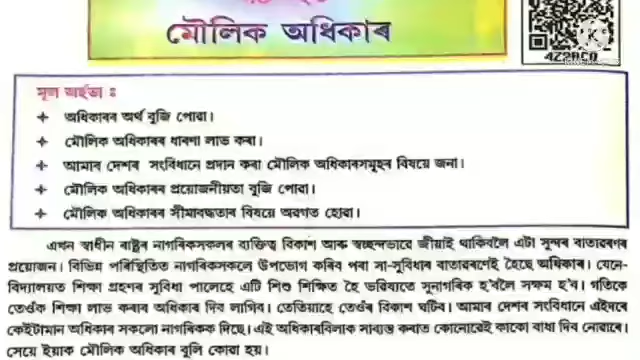 মৌলিক অধিকাৰ
4Z2BCD
মূল অৰ্হতা ঃ
+ অধিকাৰৰ অৰ্থ বুজি পোৱা।
+ মৌলিক অধিকাৰৰ ধাৰণা লাভ কৰা।
+ আমাৰ দেশৰ সংবিধানে প্ৰদান কৰা মৌলিক অধিকাৰসমূহৰ বিষয়ে জনা।
+ মৌলিক অধিকাৰৰ প্ৰয়োজনীয়তা বুজি পোৱা।
+ মৌলিক অধিকাৰৰ সীমাবদ্ধতাৰ বিষয়ে অৱগত হোৱা।
এখন স্বাধীন ৰাষ্ট্ৰৰ নাগৰিকসকলৰ ব্যক্তিত্ব বিকাশ আৰু স্বচ্ছন্দভাৱে জীয়াই থাকিবলৈ এটা সুন্দৰ বাতাৱৰণৰ
প্ৰয়োজন। বিভিন্ন পৰিস্থিতিত নাগৰিকসকলে উপভোগ কৰিব পৰা সা-সুবিধাৰ বাতাৱৰণেই হৈছে অধিকাৰ। যেনে-
বিদ্যালয়ত শিক্ষা গ্ৰহণৰ সুবিধা পালেহে এটি শিশু শিক্ষিত হৈ ভৱিষ্যতে সুনাগৰিক হ'বলৈ সক্ষম হ'ব। গতিকে
তেওঁক শিক্ষা লাভ কৰাৰ অধিকাৰ দিব লাগিব। তেতিয়াহে তেওঁৰ বিকাশ ঘটিব। আমাৰ দেশৰ সংবিধানে এইদৰে
কেইটামান অধিকাৰ সকলো নাগৰিকক দিছে। এই অধিকাৰবিলাক সাব্যস্ত কৰাত কোনোৱেই কাকো বাধা দিব নোৱাৰে।
সেয়ে ইয়াক মৌলিক অধিকাৰ বুলি কোৱা হয়।